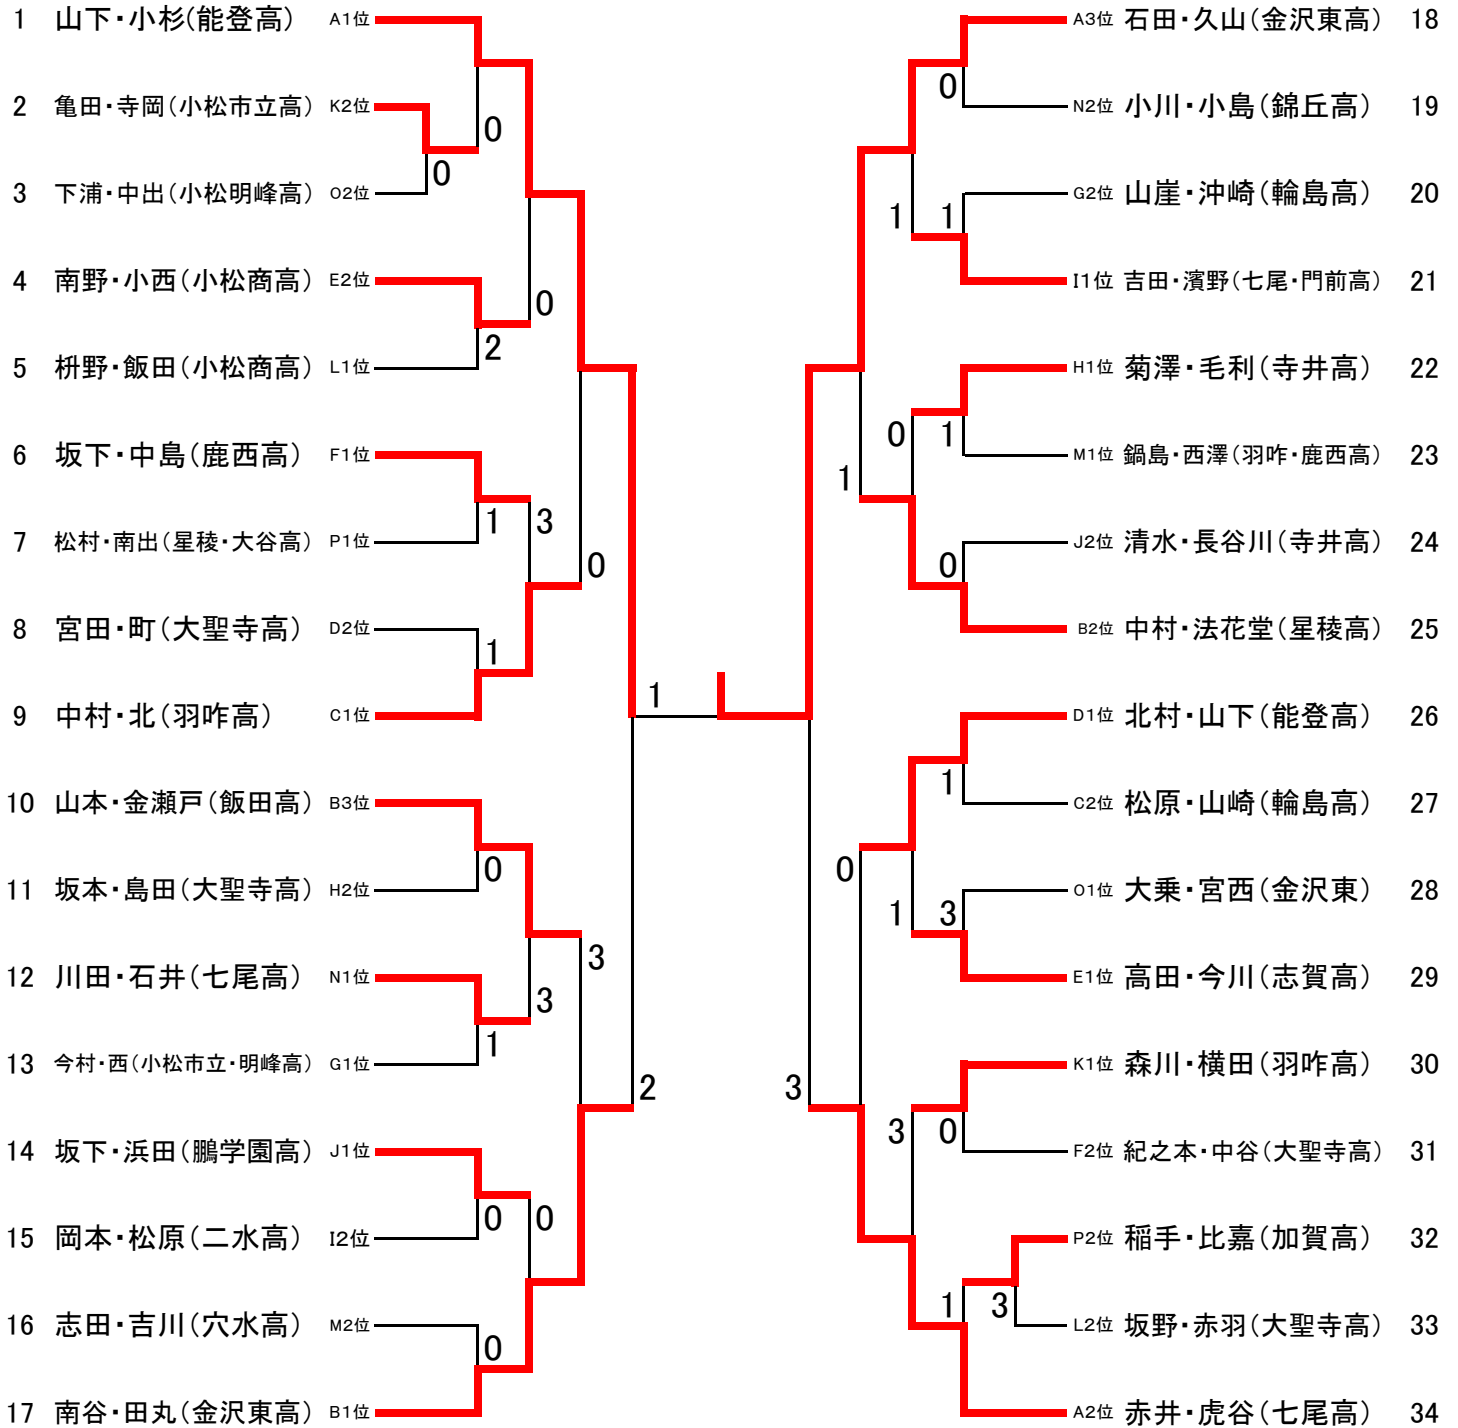 1 山下・小杉(能登高) A1位
2 亀田・寺岡(小松市立高) K2位
0
0
3 下浦・中出(小松明峰高) O2位
4 南野・小西(小松商高) E2位
0
2
5 枡野・飯田(小松商高) L1位
6 坂下・中島(鹿西高) F1位
1 3
7 松村・南出(星稜・大谷高) P1位
0
8 宮田・町(大聖寺高) D2位
1
9 中村・北(羽咋高) C1位
1
10 山本・金瀬戸(飯田高) B3位
0
11 坂本・島田(大聖寺高) H2位
3
12 川田・石井(七尾高) N1位
3
1
13 今村・西(小松市立・明峰高) G1位
2
14 坂下・浜田(鵬学園高) J1位
0 0
15 岡本・松原(二水高) I2位
16 志田・吉川(穴水高) M2位
0
17 南谷・田丸(金沢東高) B1位
A3位 石田・久山(金沢東高) 18
0
N2位 小川・小島(錦丘高) 19
G2位 山崖・沖崎(輪島高) 20
1 1
I1位 吉田・濱野(七尾・門前高) 21
H1位 菊澤・毛利(寺井高) 22
0 1
M1位 鍋島・西澤(羽咋・鹿西高) 23
1
J2位 清水・長谷川(寺井高) 24
0
B2位 中村・法花堂(星稜高) 25
D1位 北村・山下(能登高) 26
1
C2位 松原・山崎(輪島高) 27
0
O1位 大乗・宮西(金沢東) 28
1 3
E1位 高田・今川(志賀高) 29
K1位 森川・横田(羽咋高) 30
3
3 0
F2位 紀之本・中谷(大聖寺高) 31
P2位 稲手・比嘉(加賀高) 32
1 3
L2位 坂野・赤羽(大聖寺高) 33
A2位 赤井・虎谷(七尾高) 34